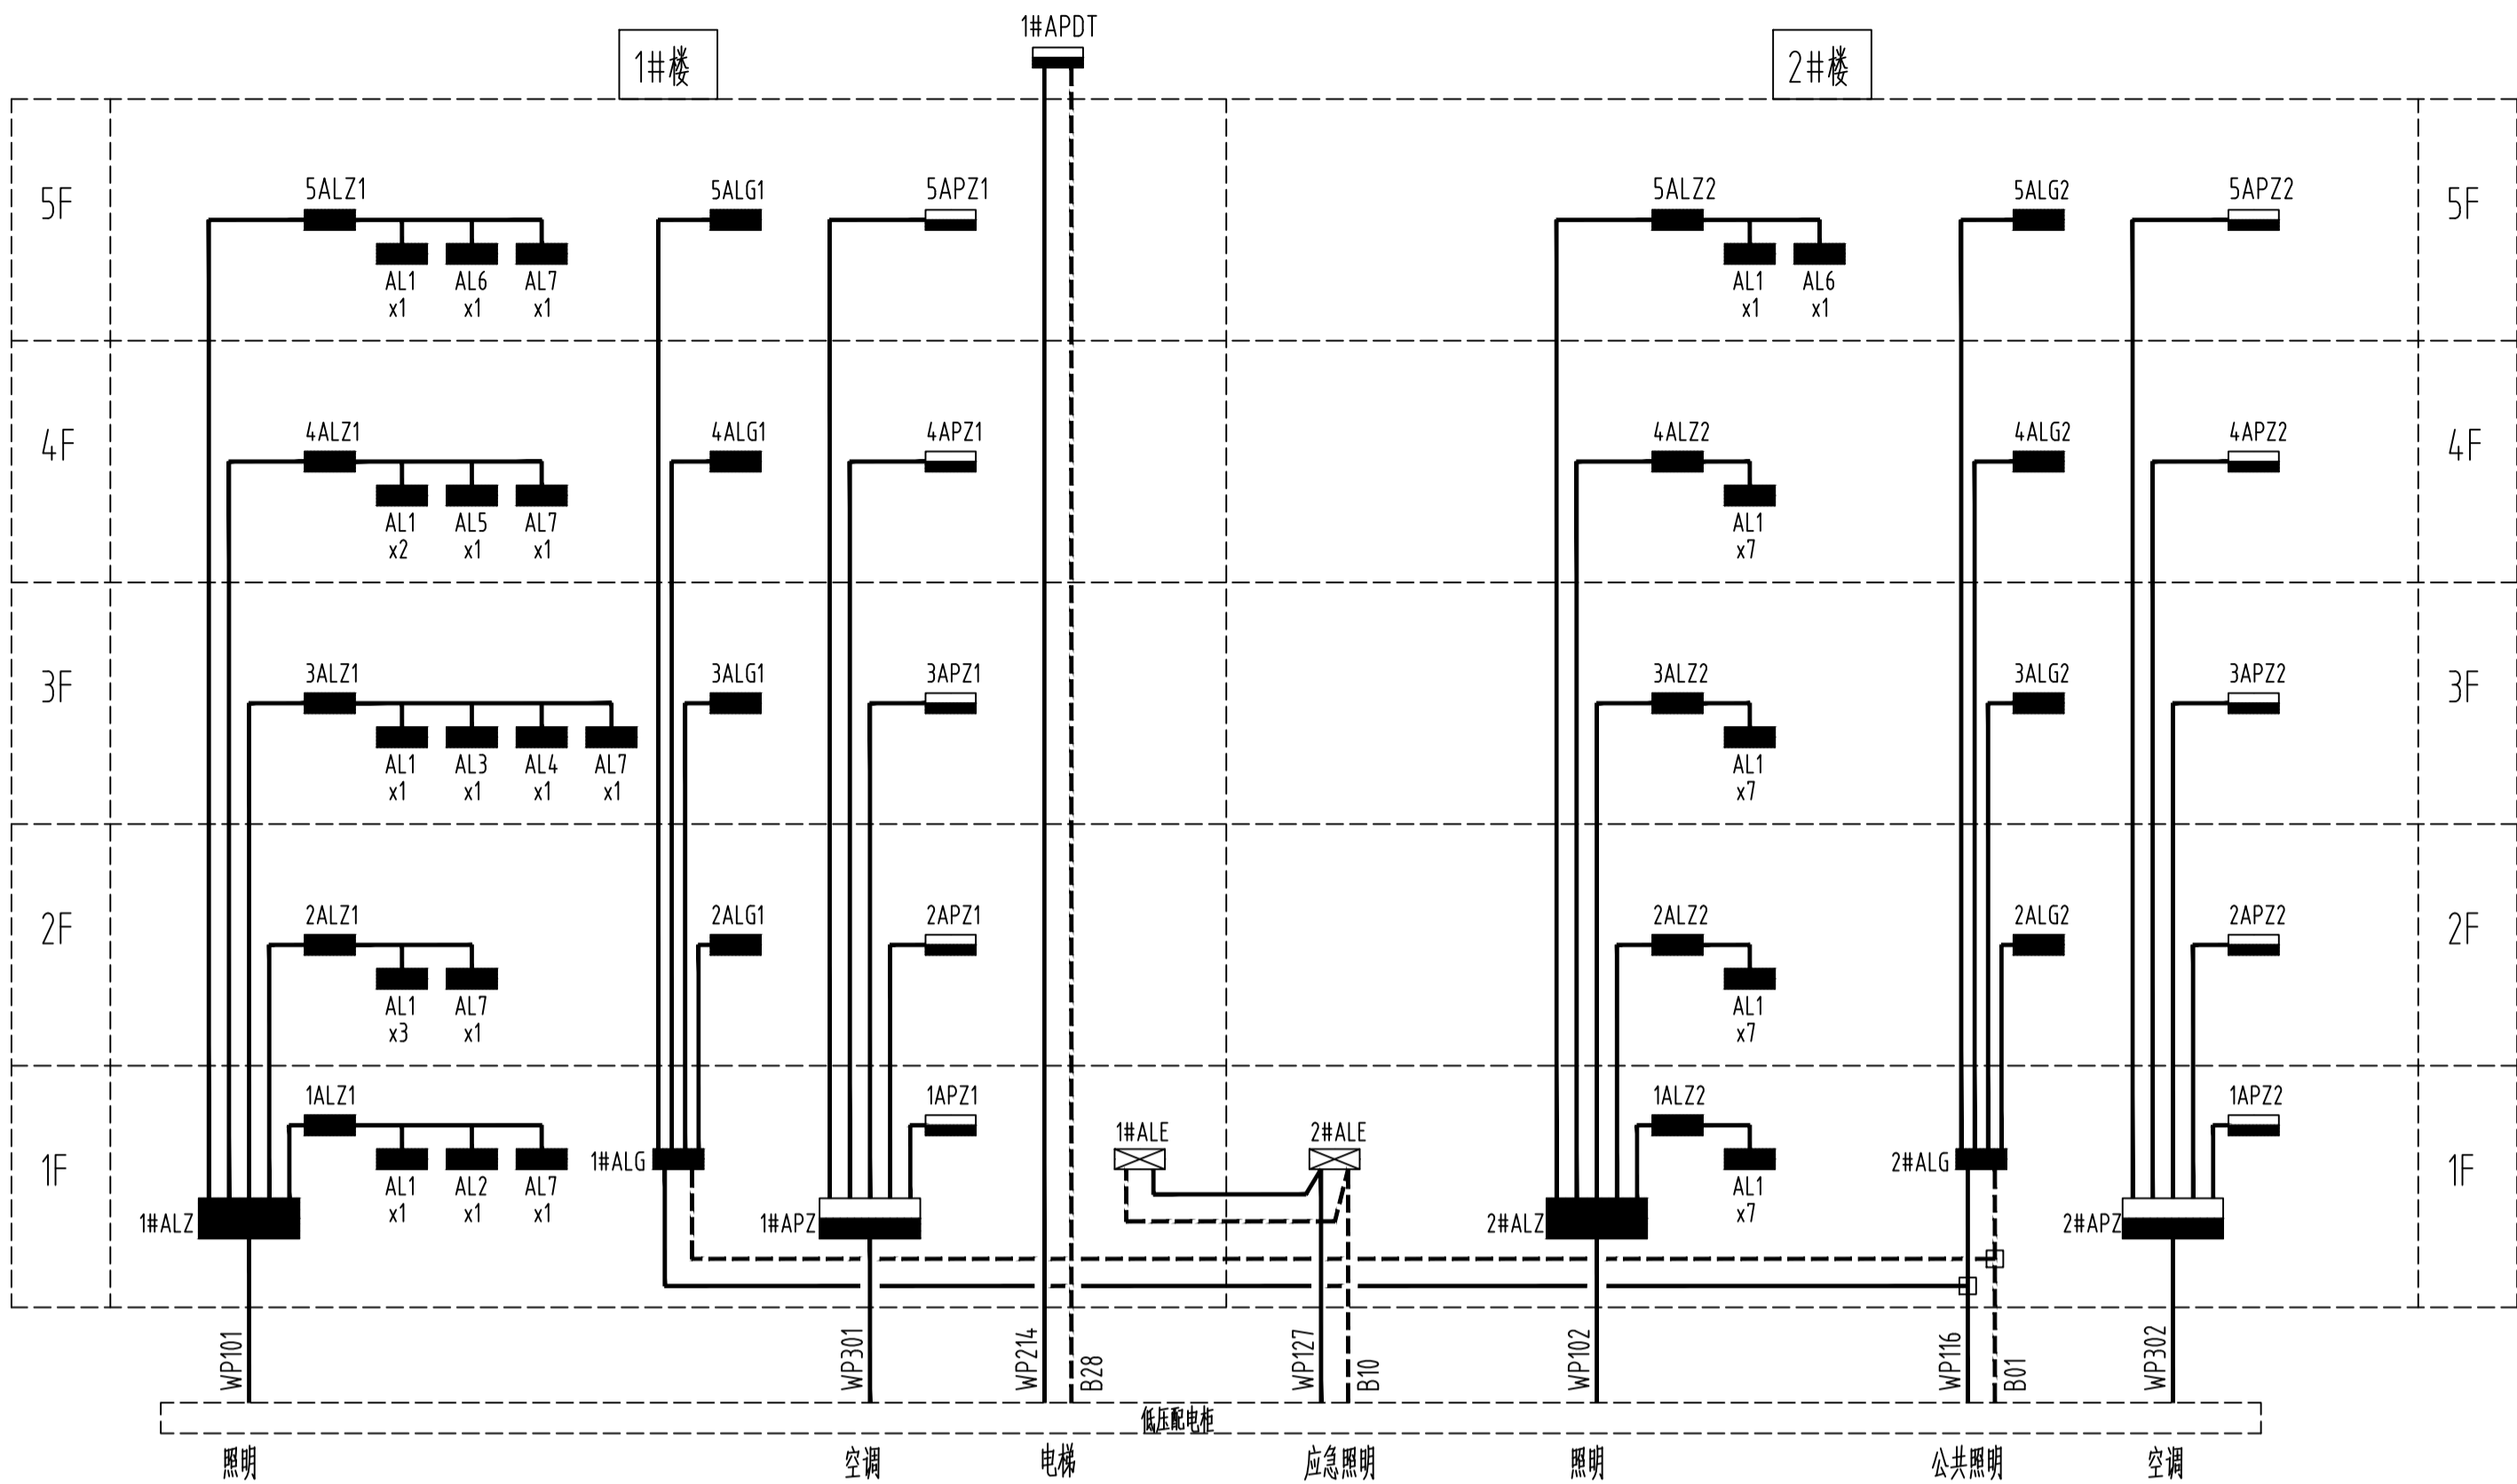 1#APDT
1#楼
2#楼
5F
5ALZ1
5ALG1
5APZ1
5ALZ2
5ALG2
5APZ2
5F
AL1
x1
AL6
x1
AL7
x1
AL1
x1
AL6
x1
4F
4ALZ1
4ALG1
4APZ1
4ALZ2
4ALG2
4APZ2
4F
AL1
x2
AL5
x1
AL7
x1
AL1
x7
3F
3ALZ1
3ALG1
3APZ1
3ALZ2
3ALG2
3APZ2
3F
AL1
x1
AL3
x1
AL4
x1
AL7
x1
AL1
x7
2F
2ALZ1
2ALG1
2APZ1
2ALZ2
2ALG2
2APZ2
2F
AL1
x3
AL7
x1
AL1
x7
1F
1ALZ1
1APZ1
1#ALE
2#ALE
1ALZ2
1APZ2
1F
1#ALG
2#ALG
AL1
x1
AL2
x1
AL7
x1
AL1
x7
1#ALZ
1#APZ
2#ALZ
2#APZ
WP101
WP301
WP214
B28
WP127
B10
WP102
WP116
B01
WP302
低压配电柜
照明
空调
电梯
应急照明
照明
公共照明
空调